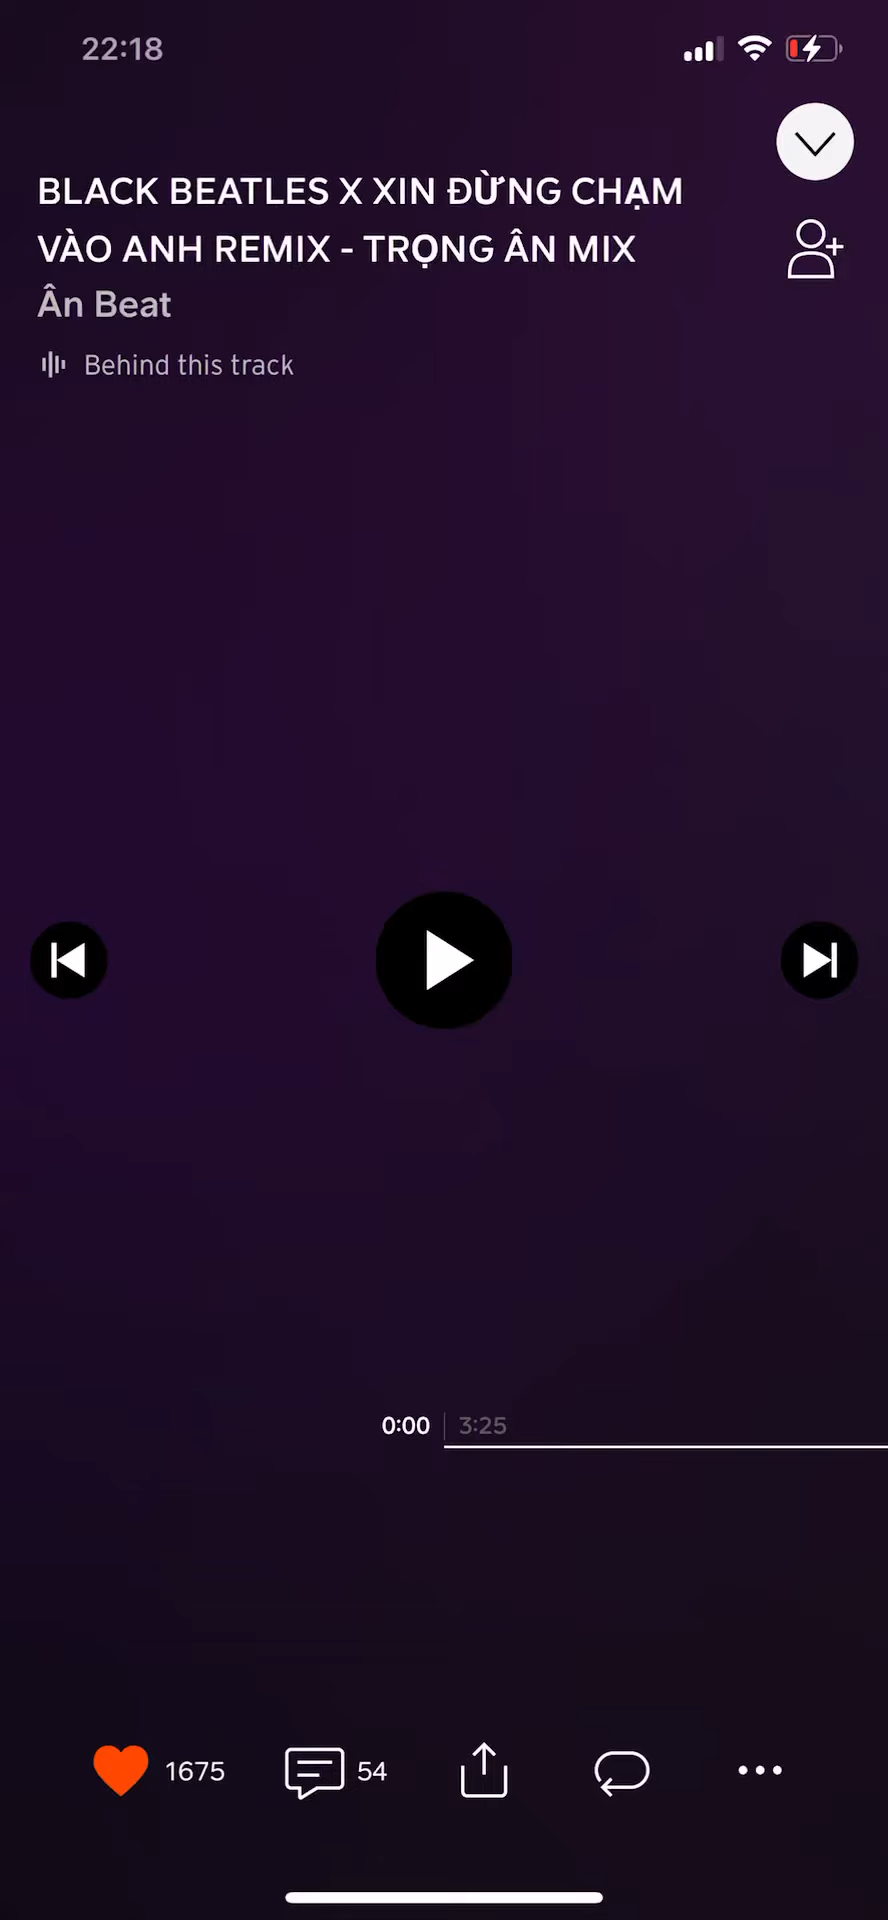 22:18
BLACK BEATLES X XIN ĐỪNG CHẠM
VÀO ANH REMIX - TRỌNG ÂN MIX
Ân Beat
Behind this track
0:00 3:25
1675 54